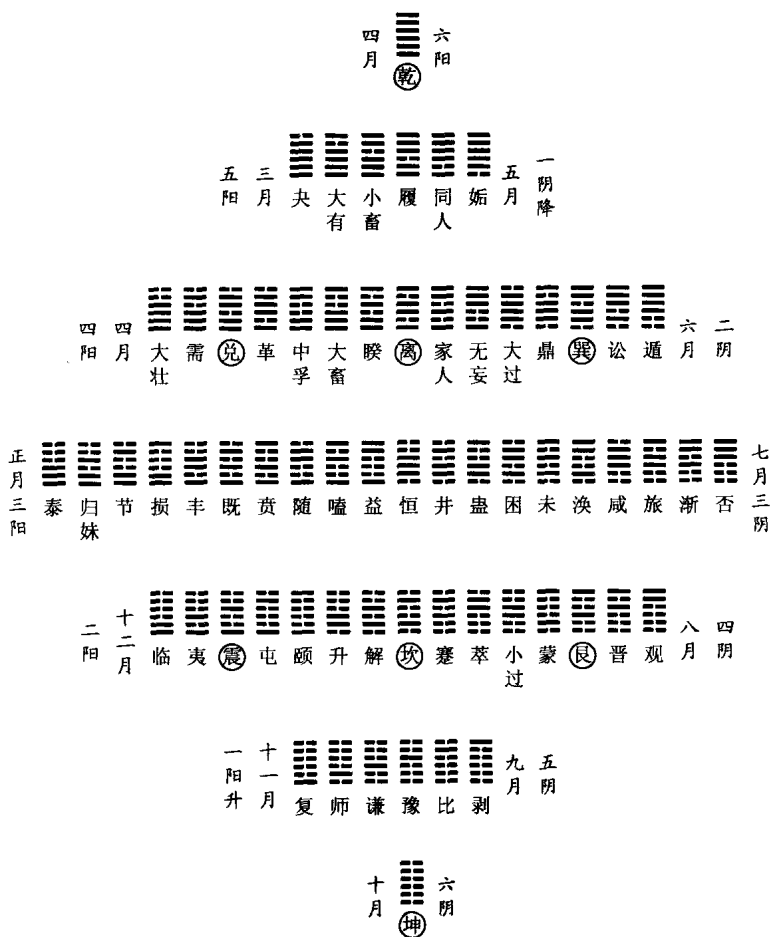 四月 乾 六阳
五阳 三月 夬 大有 小畜 履 同人 姤 五月 一阴降
四阳 四月 大壮 需 兑 革 中孚 大畜 睽 离 家人 无妄 大过 鼎 巽 讼 遁 六月 二阴
正月三阳 泰 归妹 节 损 丰 既 贲 随 嗑 益 恒 井 蛊 困 未 涣 咸 旅 渐 否 七月三阴
二阳 十二月 临 夷 震 屯 颐 升 解 坎 蹇 萃 小过 蒙 艮 晋 观 八月 四阴
一阳升 十一月 复 师 谦 豫 比 剥 九月 五阴
十月 坤 六阴